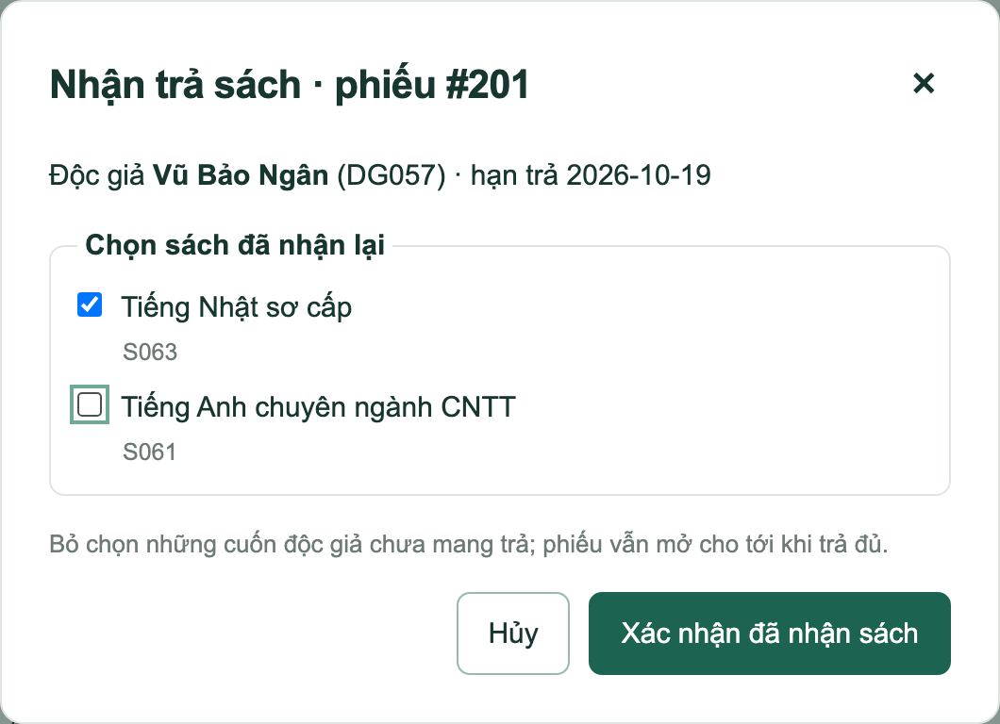 Nhận trả sách · phiếu #201
Độc giả Vũ Bảo Ngân (DG057) · hạn trả 2026-10-19
Chọn sách đã nhận lại
Tiếng Nhật sơ cấp
S063
Tiếng Anh chuyên ngành CNTT
S061
Bỏ chọn những cuốn độc giả chưa mang trả; phiếu vẫn mở cho tới khi trả đủ.
Hủy
Xác nhận đã nhận sách